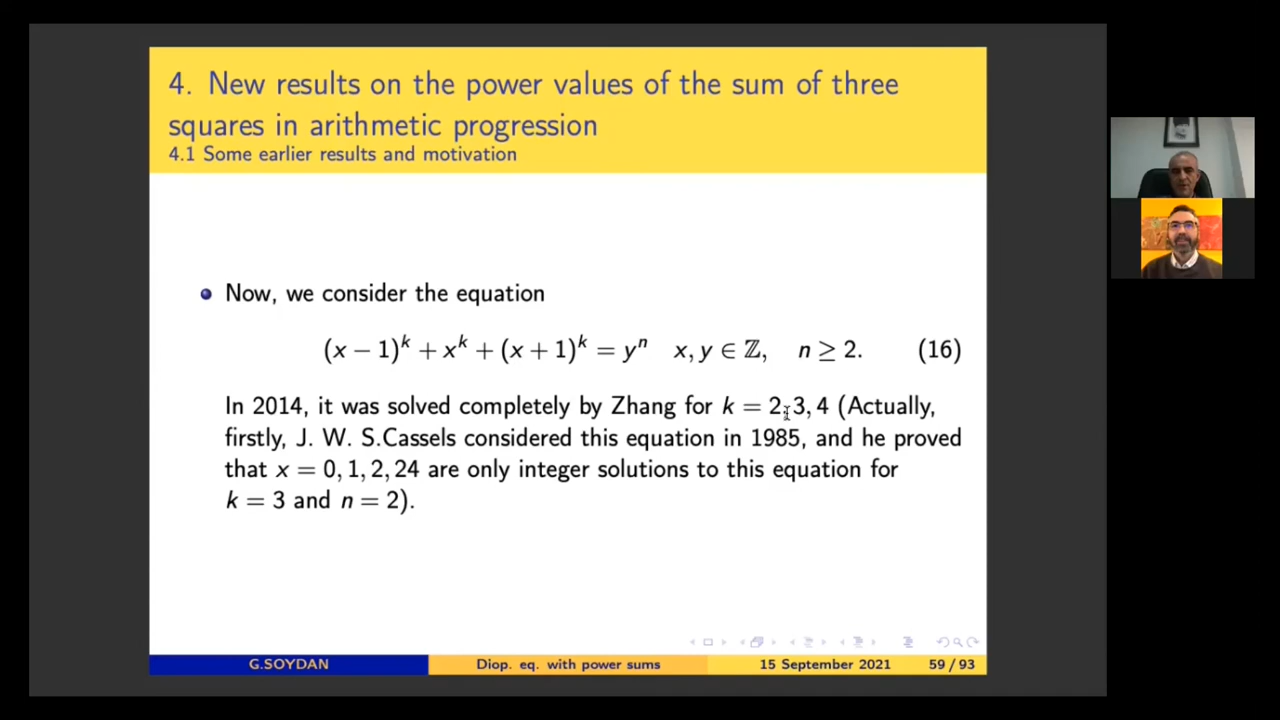 4. New results on the power values of the sum of three
squares in arithmetic progression
4.1 Some earlier results and motivation
Now, we consider the equation
(x − 1)ᵏ + xᵏ + (x + 1)ᵏ = yⁿ x, y ∈ ℤ, n ≥ 2. (16)
In 2014, it was solved completely by Zhang for k = 2, 3, 4 (Actually,
firstly, J. W. S.Cassels considered this equation in 1985, and he proved
that x = 0, 1, 2, 24 are only integer solutions to this equation for
k = 3 and n = 2).
G.SOYDAN Diop. eq. with power sums 15 September 2021 59 / 93